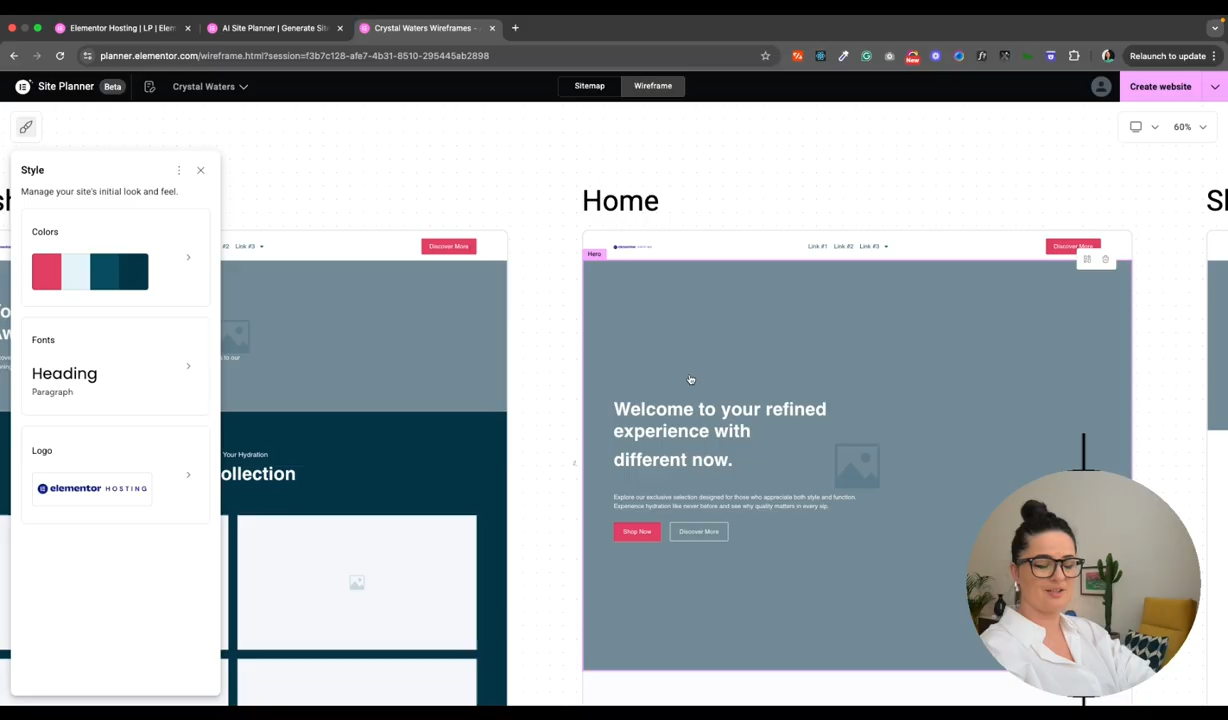 Elementor Hosting | LP | Elem
AI Site Planner | Generate Site
Crystal Waters Wireframes -
planner.elementor.com/wireframe.html?session=f3b7c128-afe7-4b31-8510-295445ab2898
New
Relaunch to update
Site Planner
Beta
Crystal Waters
Sitemap
Wireframe
Create website
60%
Style
Manage your site's initial look and feel.
Colors
Fonts
Heading
Paragraph
Logo
elementor HOSTING
#2 Link #3
Discover More
Your Hydration
ollection
Home
Hero
Link #1 Link #2 Link #3
Discover More
Welcome to your refined
experience with
different now.
Explore our exclusive selection designed for those who appreciate both style and function.
Experience hydration like never before and see why quality matters in every sip.
Shop Now
Discover More